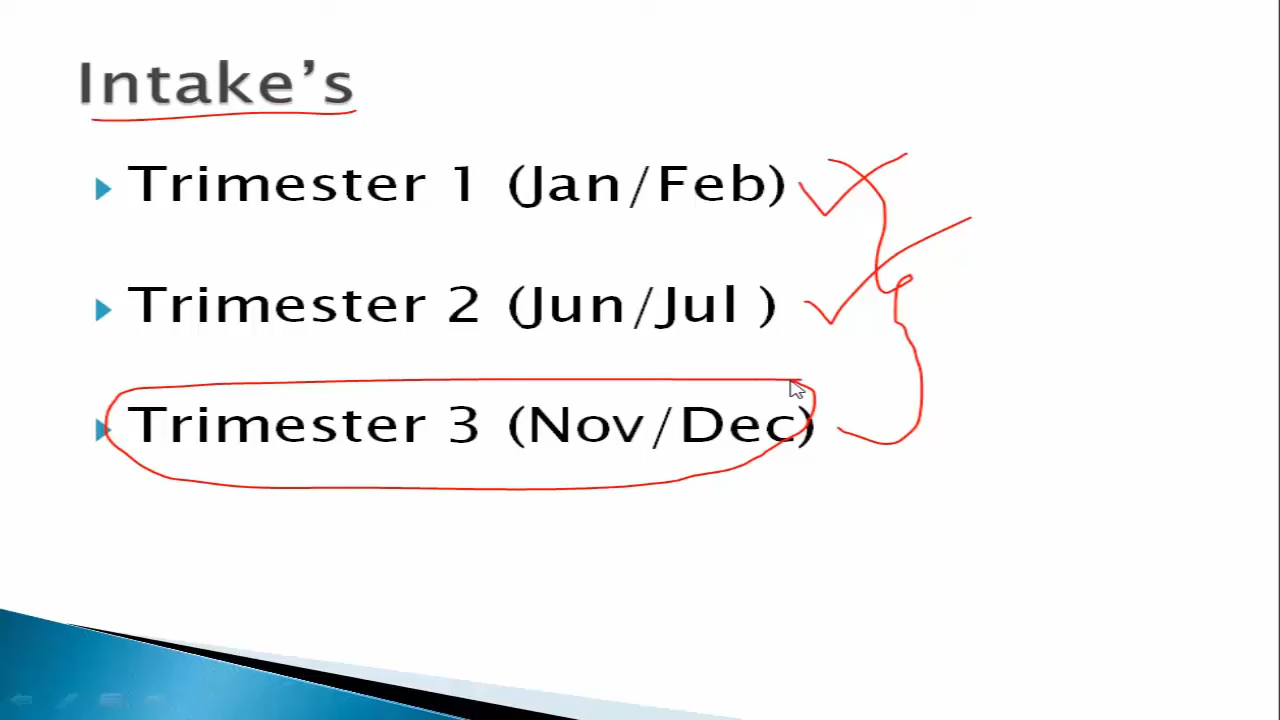 Intake’s
Trimester 1 (Jan/Feb)
Trimester 2 (Jun/Jul )
Trimester 3 (Nov/Dec)